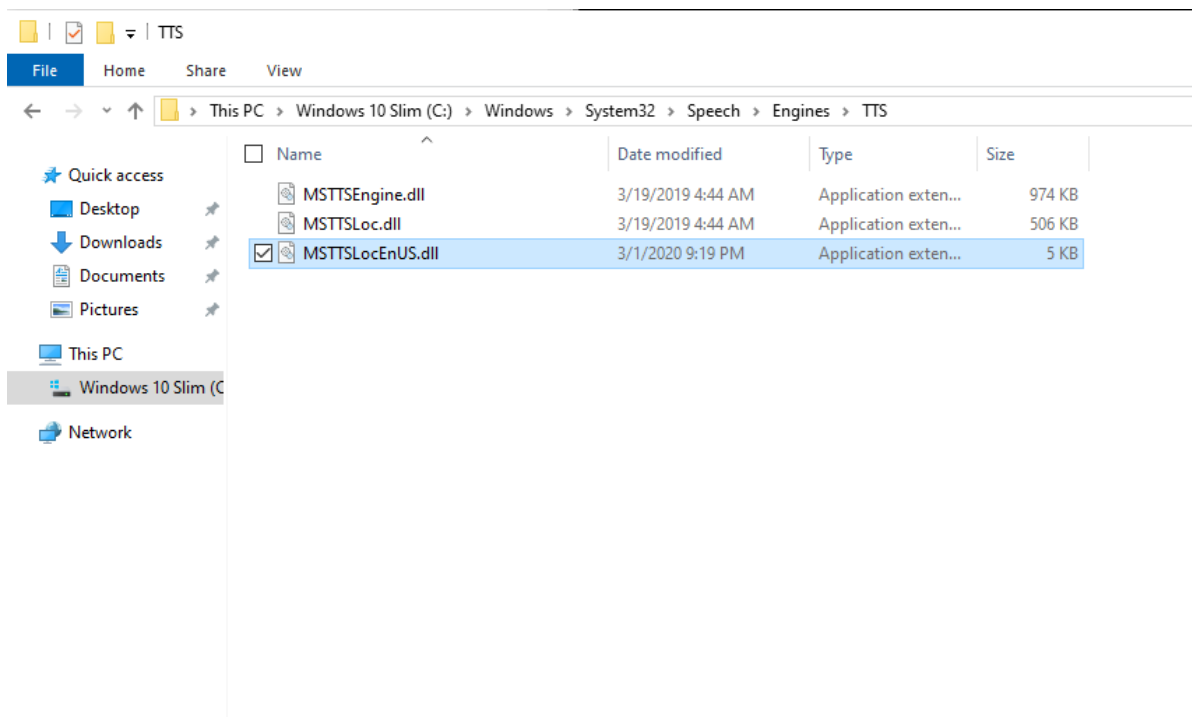 TTS
File Home Share View
This PC > Windows 10 Slim (C:) > Windows > System32 > Speech > Engines > TTS
Name Date modified Type Size
Quick access
MSTTSEngine.dll 3/19/2019 4:44 AM Application exten... 974 KB
Desktop
MSTTSLoc.dll 3/19/2019 4:44 AM Application exten... 506 KB
Downloads
MSTTSLocEnUS.dll 3/1/2020 9:19 PM Application exten... 5 KB
Documents
Pictures
This PC
Windows 10 Slim (C
Network